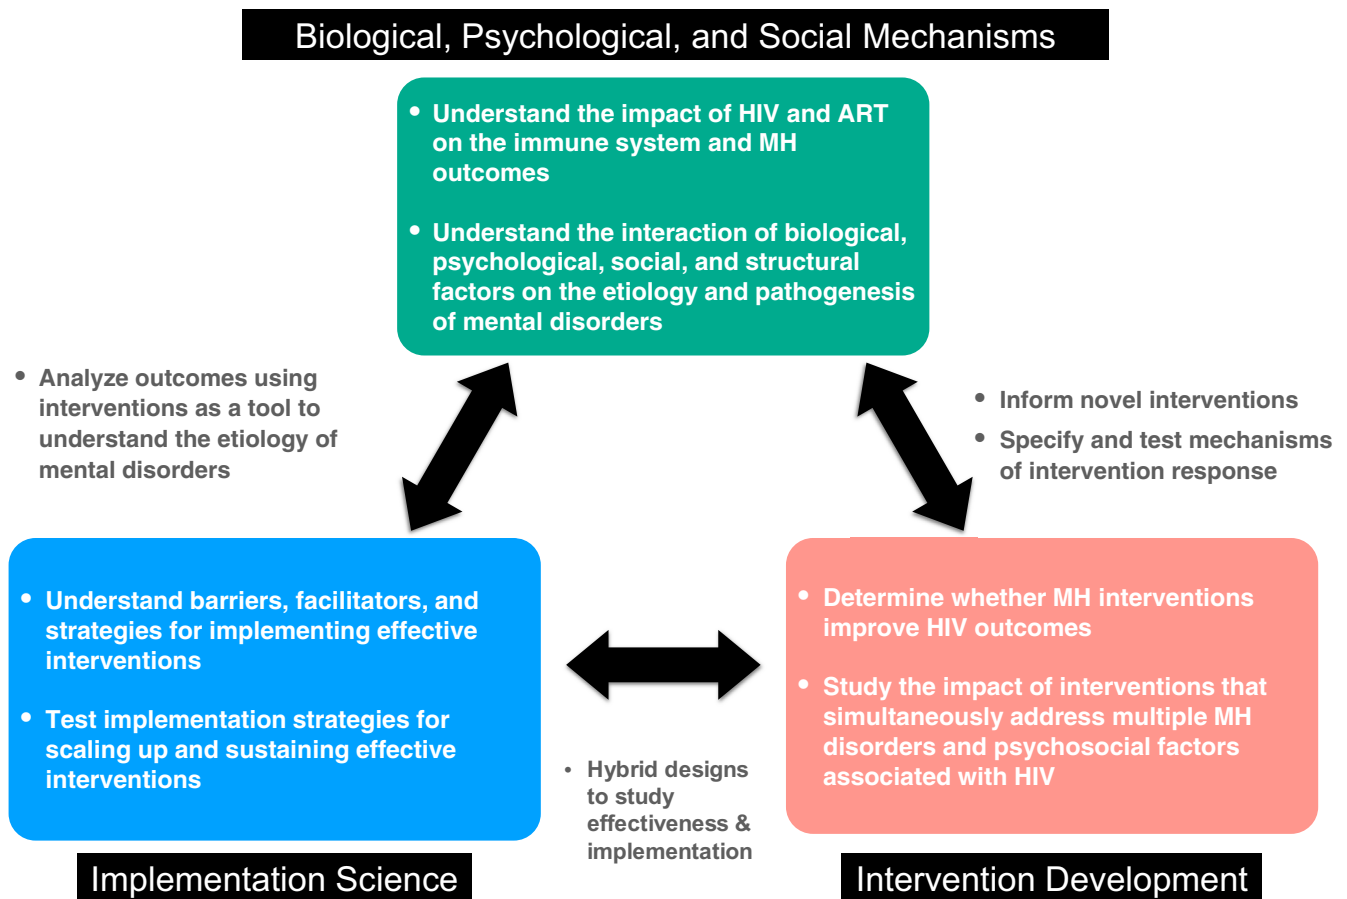 Biological, Psychological, and Social Mechanisms
• Understand the impact of HIV and ART
on the immune system and MH
outcomes
• Understand the interaction of biological,
psychological, social, and structural
factors on the etiology and pathogenesis
of mental disorders
• Analyze outcomes using
interventions as a tool to
understand the etiology of
mental disorders
• Inform novel interventions
• Specify and test mechanisms
of intervention response
• Understand barriers, facilitators, and
strategies for implementing effective
interventions
• Test implementation strategies for
scaling up and sustaining effective
interventions
• Hybrid designs
to study
effectiveness &
implementation
• Determine whether MH interventions
improve HIV outcomes
• Study the impact of interventions that
simultaneously address multiple MH
disorders and psychosocial factors
associated with HIV
Implementation Science
Intervention Development